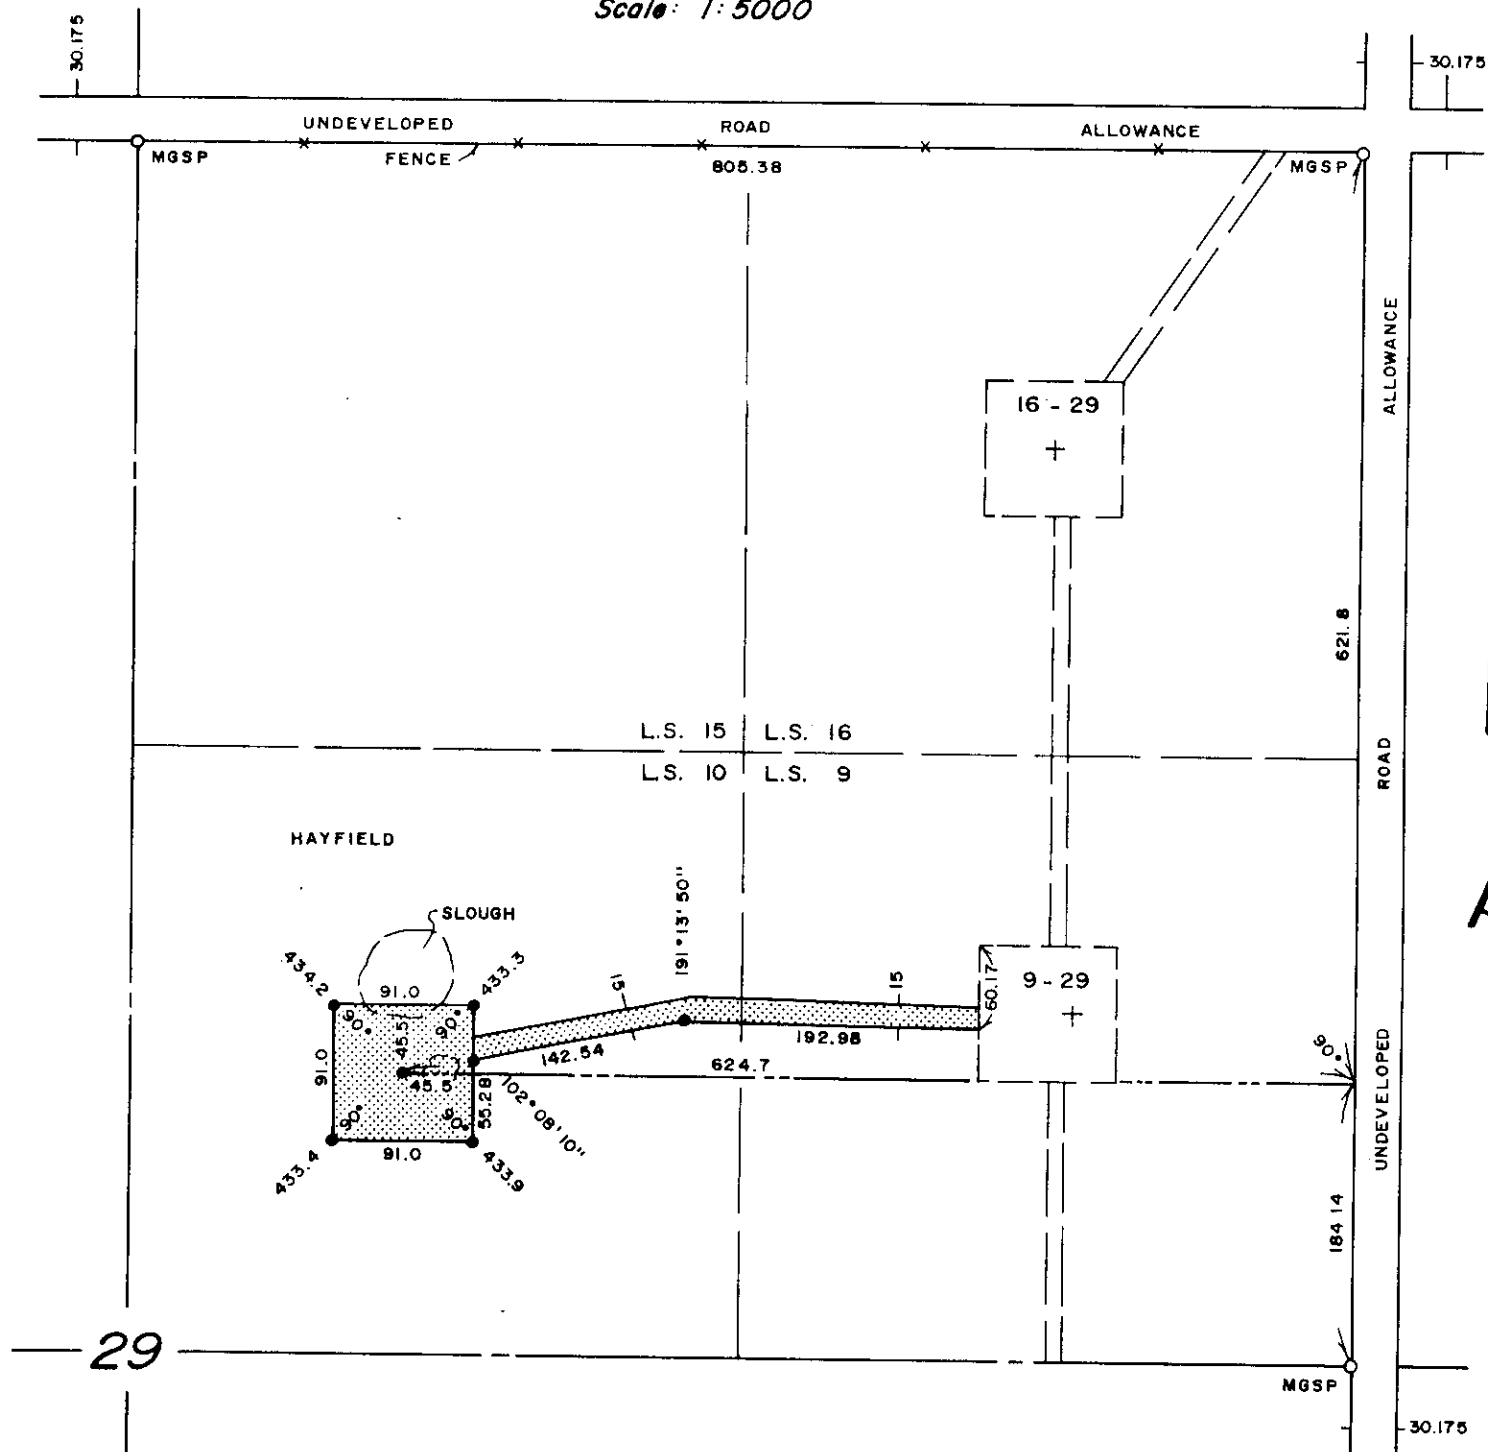 Scale: 1:5000
30.175
30.175
UNDEVELOPED ROAD ALLOWANCE
MGSP
FENCE
805.38
MGSP
ALLOWANCE
16 - 29
621.8
L.S. 15
L.S. 16
L.S. 10
L.S. 9
ROAD
HAYFIELD
SLOUGH
191°13'50"
434.2
433.3
91.0
15
15
60.17
9 - 29
90°
90°
45.5
91.0
142.54
192.98
624.7
90°
45.5
102°08'10"
55.28
90°
90°
91.0
433.4
433.9
UNDEVELOPED
184.14
29
MGSP
30.175